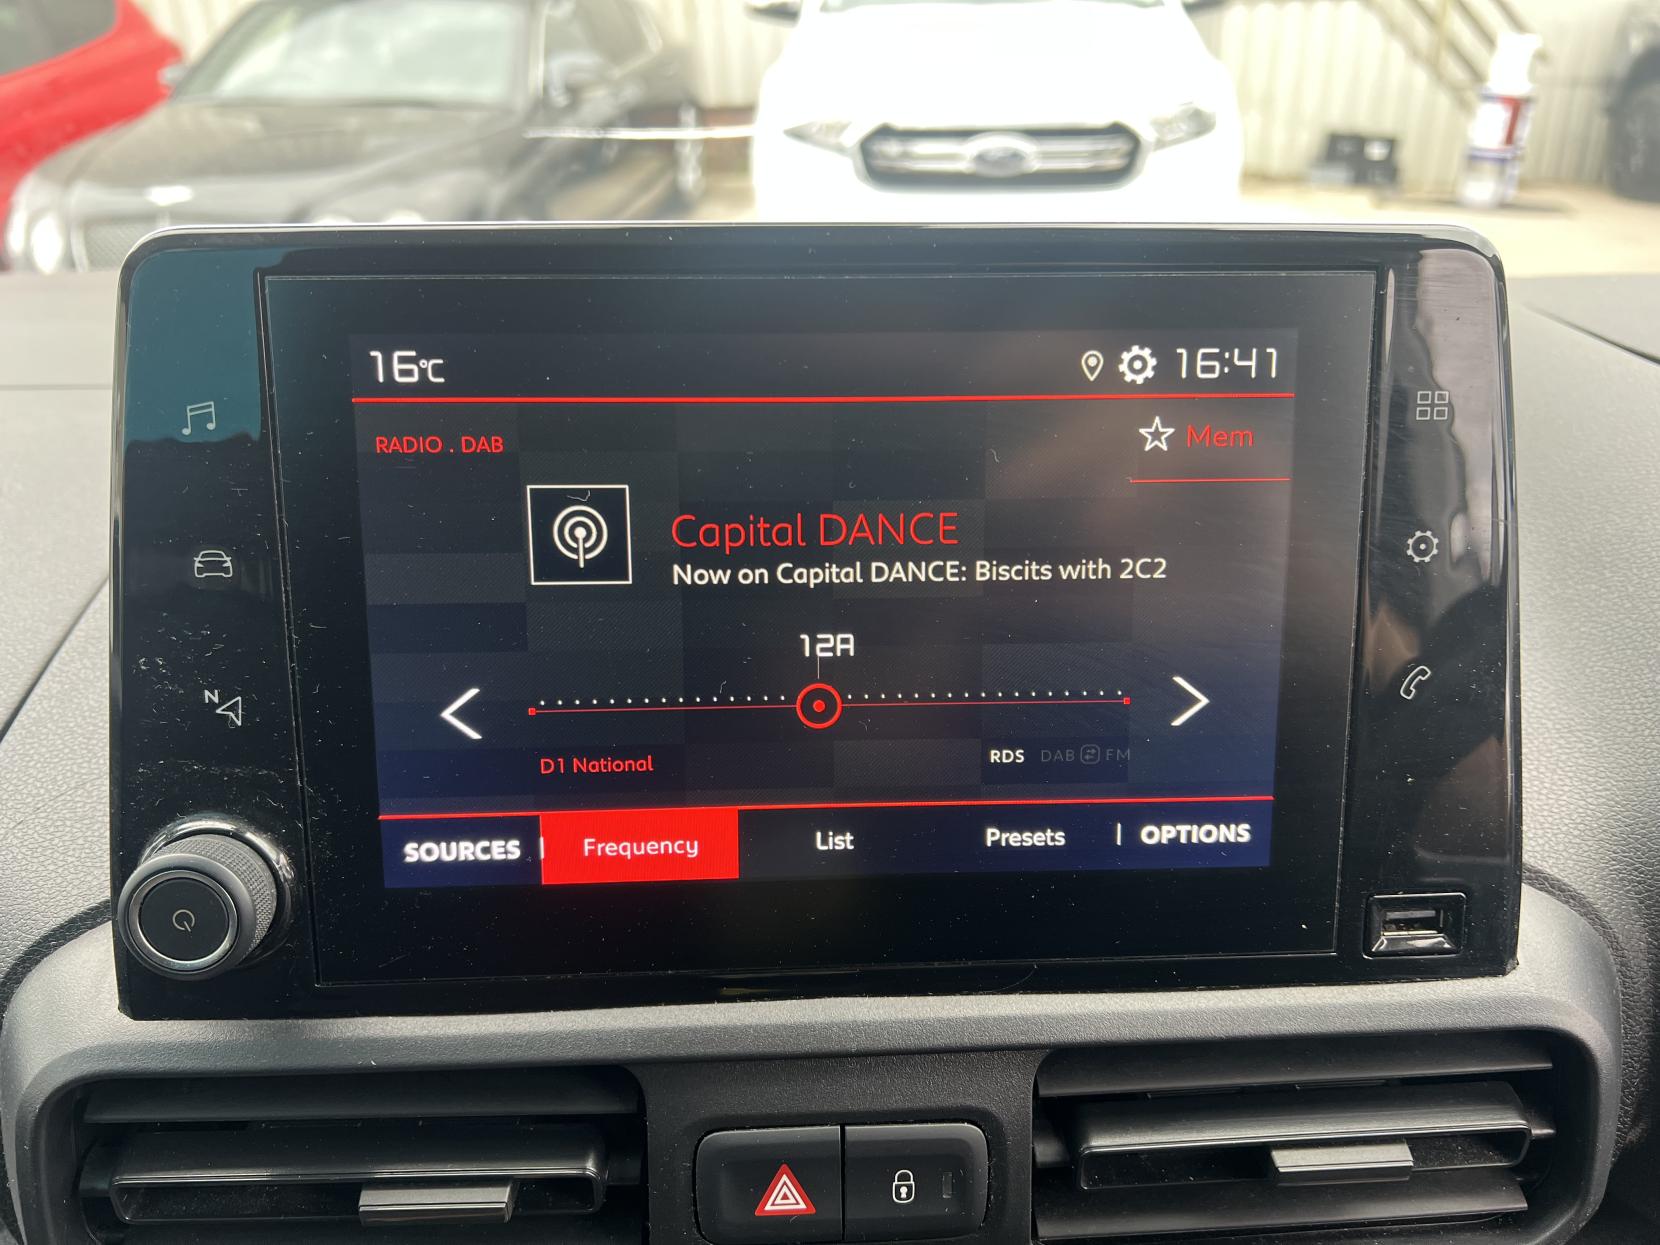 16°C
16:41
RADIO . DAB
Mem
Capital DANCE
Now on Capital DANCE: Biscits with 2C2
12A
N
D1 National
RDS DAB FM
SOURCES Frequency List Presets OPTIONS